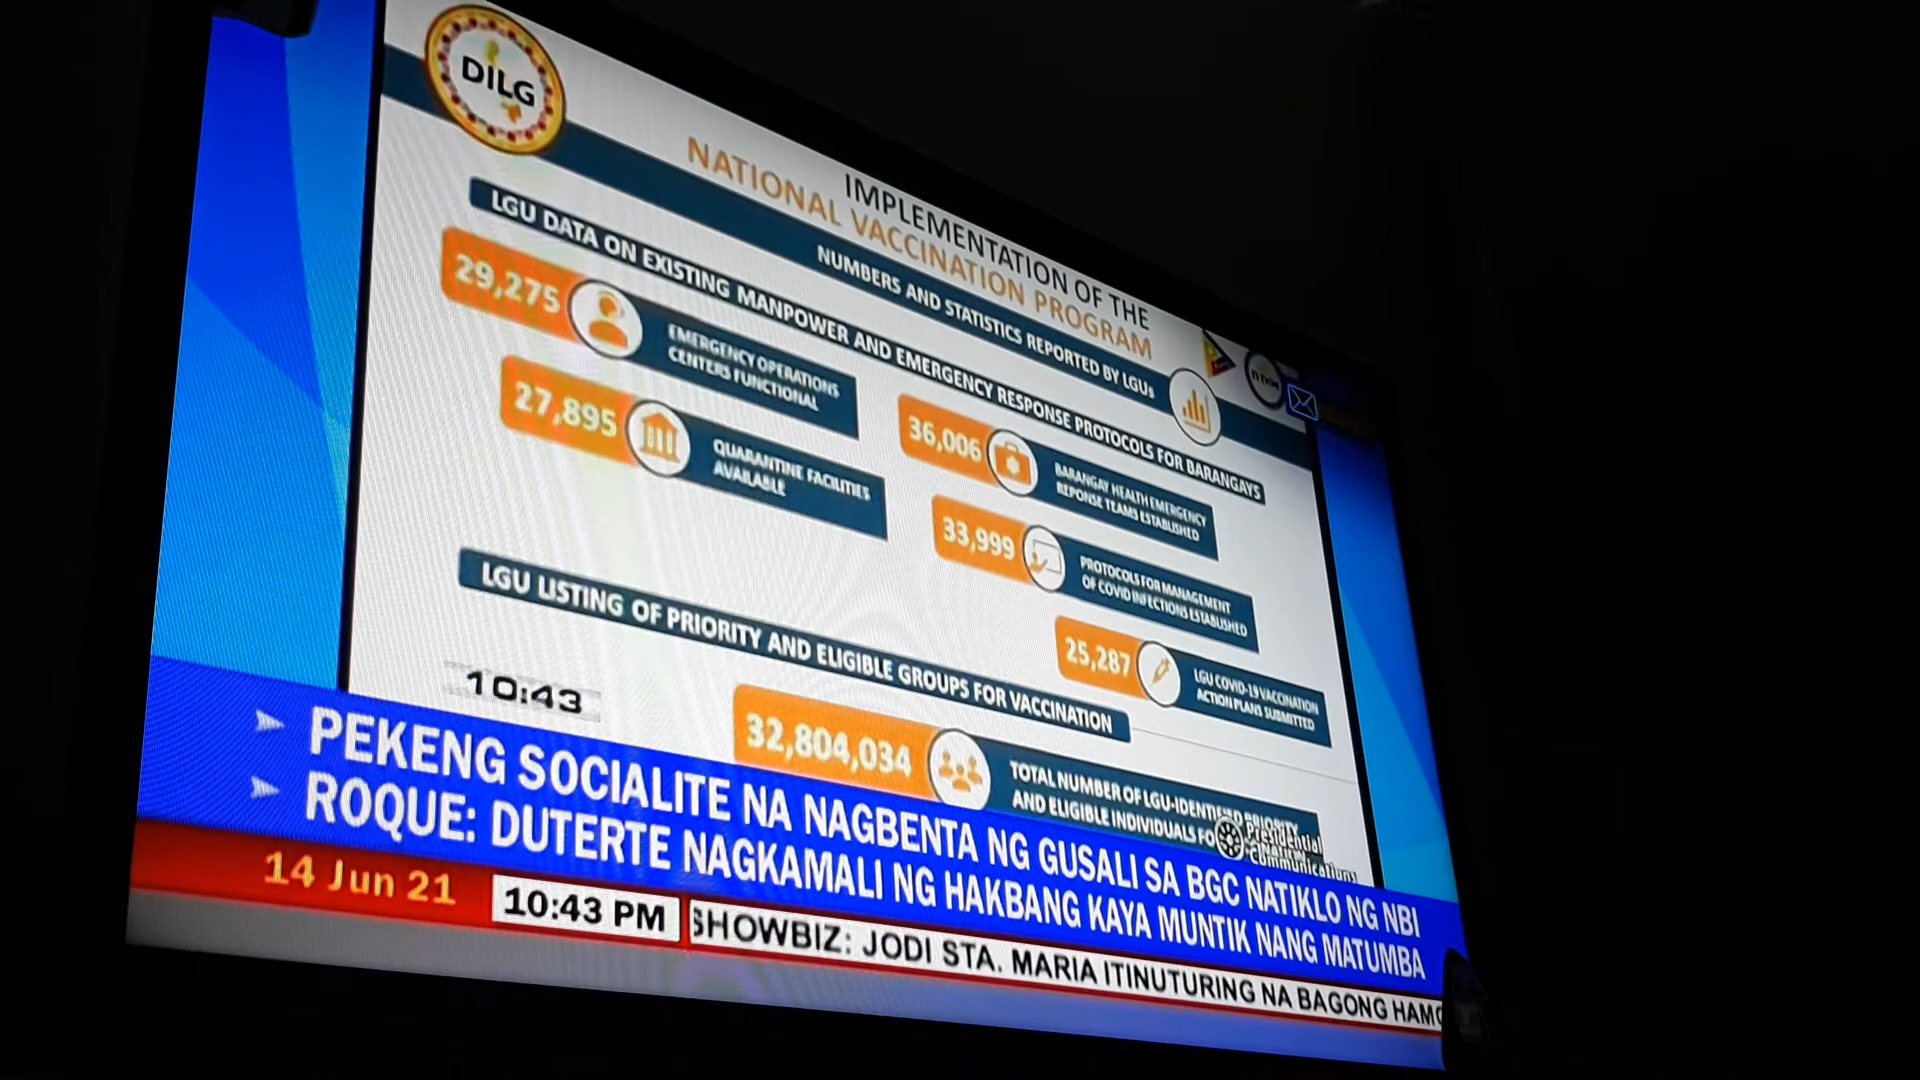 DILG
IMPLEMENTATION OF THE
NATIONAL VACCINATION PROGRAM
NUMBERS AND STATISTICS REPORTED BY LGUs
LGU DATA ON EXISTING MANPOWER AND EMERGENCY RESPONSE PROTOCOLS FOR BARANGAYS
29,275
EMERGENCY OPERATIONS
CENTERS FUNCTIONAL
27,895
QUARANTINE FACILITIES
AVAILABLE
36,006
BARANGAY HEALTH EMERGENCY
REPONSE TEAMS ESTABLISHED
33,999
PROTOCOLS FOR MANAGEMENT
OF COVID INFECTIONS ESTABLISHED
25,287
LGU COVID-19 VACCINATION
ACTION PLANS SUBMITTED
LGU LISTING OF PRIORITY AND ELIGIBLE GROUPS FOR VACCINATION
32,804,034
TOTAL NUMBER OF LGU-IDENTIFIED PRIORITY
AND ELIGIBLE INDIVIDUALS
Presidential
Communications
10:43
PEKENG SOCIALITE NA NAGBENTA NG GUSALI SA BGC NATIKLO NG NBI
ROQUE: DUTERTE NAGKAMALI NG HAKBANG KAYA MUNTIK NANG MATUMBA
14 Jun 21
10:43 PM
SHOWBIZ: JODI STA. MARIA ITINUTURING NA BAGONG